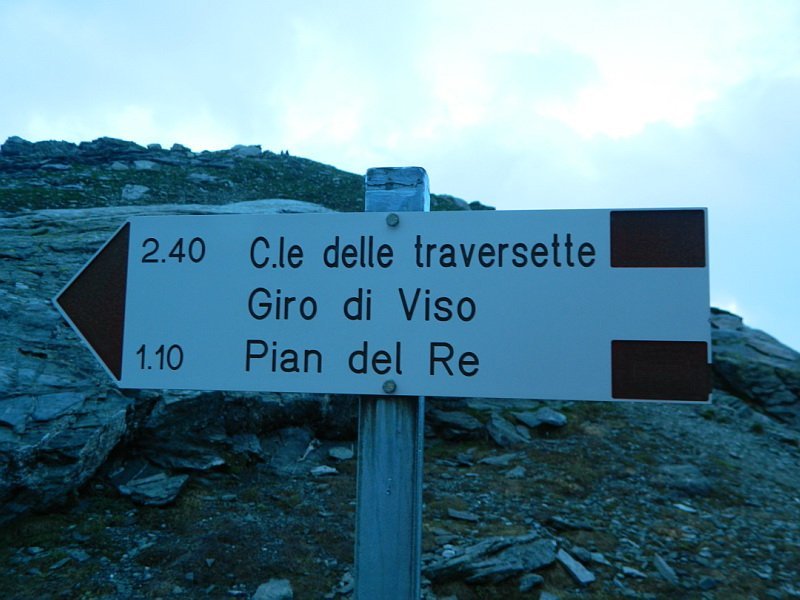 2.40 C.le delle traversette
Giro di Viso
1.10 Pian del Re